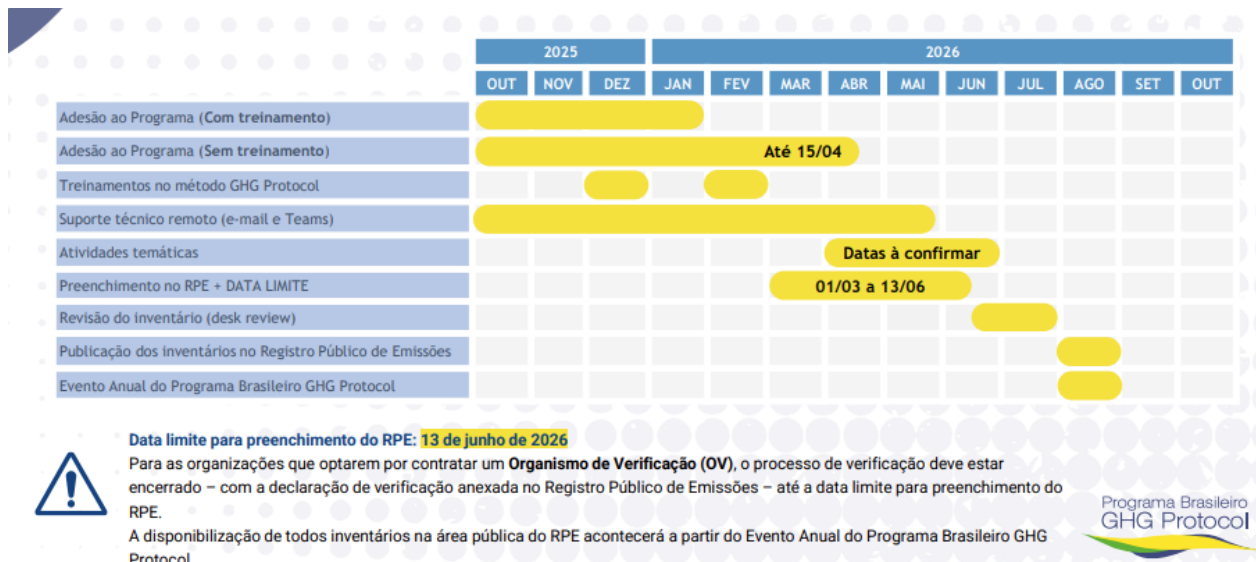 2025 2026
OUT NOV DEZ JAN FEV MAR ABR MAI JUN JUL AGO SET OUT
Adesão ao Programa (Com treinamento)
Adesão ao Programa (Sem treinamento) Até 15/04
Treinamentos no método GHG Protocol
Suporte técnico remoto (e-mail e Teams)
Atividades temáticas Datas à confirmar
Preenchimento no RPE + DATA LIMITE 01/03 a 13/06
Revisão do inventário (desk review)
Publicação dos inventários no Registro Público de Emissões
Evento Anual do Programa Brasileiro GHG Protocol
Data limite para preenchimento do RPE: 13 de junho de 2026
Para as organizações que optarem por contratar um Organismo de Verificação (OV), o processo de verificação deve estar
encerrado – com a declaração de verificação anexada no Registro Público de Emissões – até a data limite para preenchimento do
RPE.
A disponibilização de todos inventários na área pública do RPE acontecerá a partir do Evento Anual do Programa Brasileiro GHG
Protocol
Programa Brasileiro
GHG Protocol